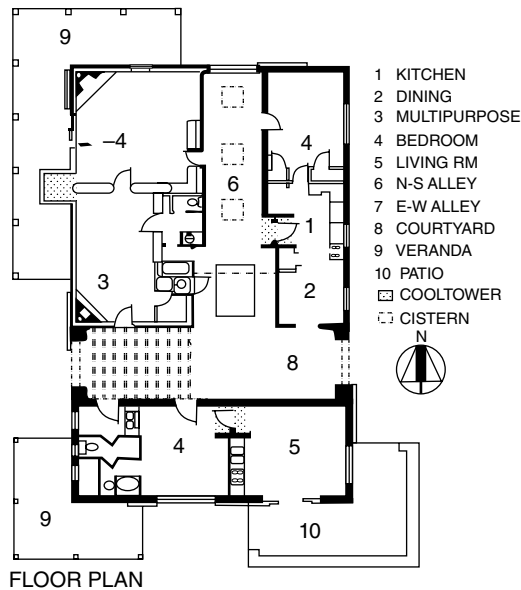 9
–4
4
6
1
3
2
8
4
5
9
10
1 KITCHEN
2 DINING
3 MULTIPURPOSE
4 BEDROOM
5 LIVING RM
6 N-S ALLEY
7 E-W ALLEY
8 COURTYARD
9 VERANDA
10 PATIO
COOLTOWER
CISTERN
N
FLOOR PLAN